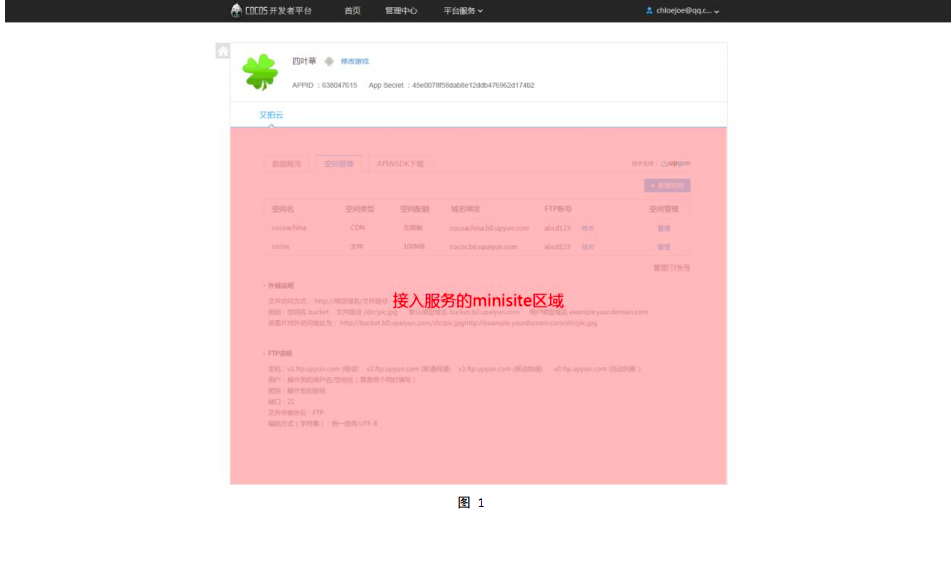 COCOS 开发者平台 首页 管理中心 平台服务 chloejoe@qq.c...
四叶草 修改游戏
APPID ：638047615 App Secret ：45e0078f58dab8e12ddb476962d174b2
又拍云
数据概览 空间管理 API&SDK下载 技术支持： upyun
+ 新增空间
空间名 空间类型 空间配额 域名绑定 FTP帐号 空间管理
cocoachina CDN 无限制 cocoachina.b0.upyun.com abcd123 修改 管理
cocos 文件 100MB cocos.bo.upaiyun.com abcd123 修改 管理
管理FTP帐号
外链说明
文件访问方式： http://绑定域名/文件路径
接入服务的minisite区域
例如：空间名 bucket 文件路径 /dir/pic.jpg 默认绑定域名 bucket.b0.upaiyun.com 用户绑定域名 example.yourdomain.com
该图片对外访问地址为： http://bucket.b0.upaiyun.com/dir/pic.jpghttp://example.yourdomain.com/dir/pic.jpg
FTP说明
主机：v1.ftp.upyun.com (电信) v2.ftp.upyun.com (联通网通) v3.ftp.upyun.com (移动铁通) v0.ftp.upyun.com (自动判断 )
用户：操作员的用户名/空间名 ( 需要两个同时填写 )
密码：操作员的密码
端口：21
文件传输协议：FTP
编码方式 ( 字符集 ) ：统一使用 UTF-8
图 1